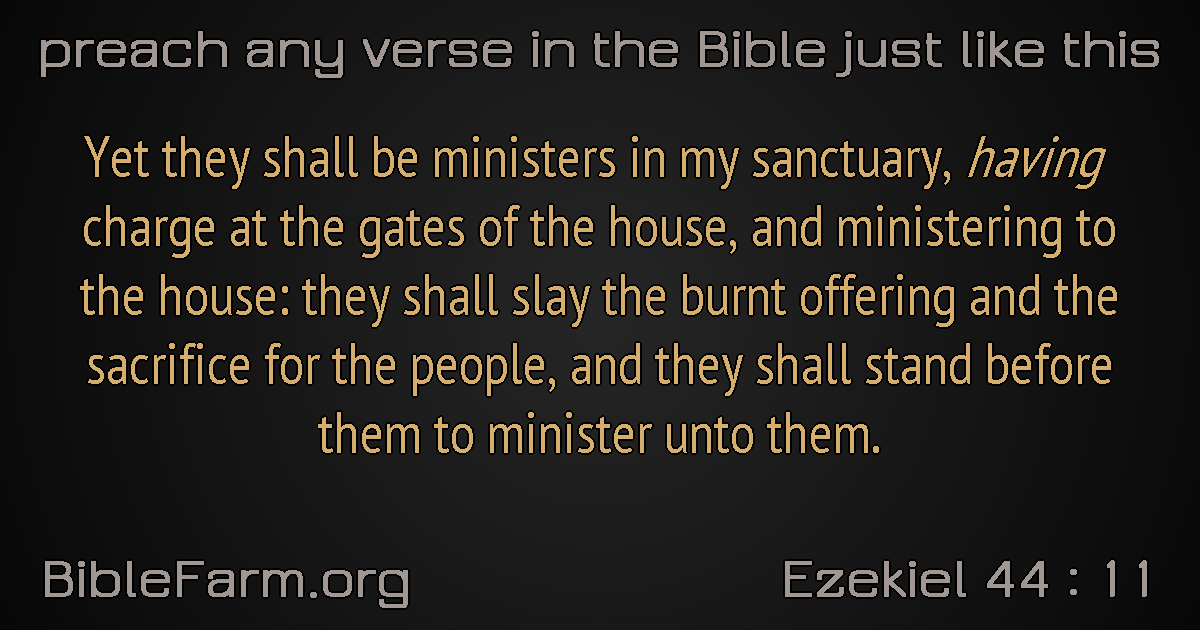 preach any verse in the Bible just like this
Yet they shall be ministers in my sanctuary, having
charge at the gates of the house, and ministering to
the house: they shall slay the burnt offering and the
sacrifice for the people, and they shall stand before
them to minister unto them.
BibleFarm.org
Ezekiel 44 : 11